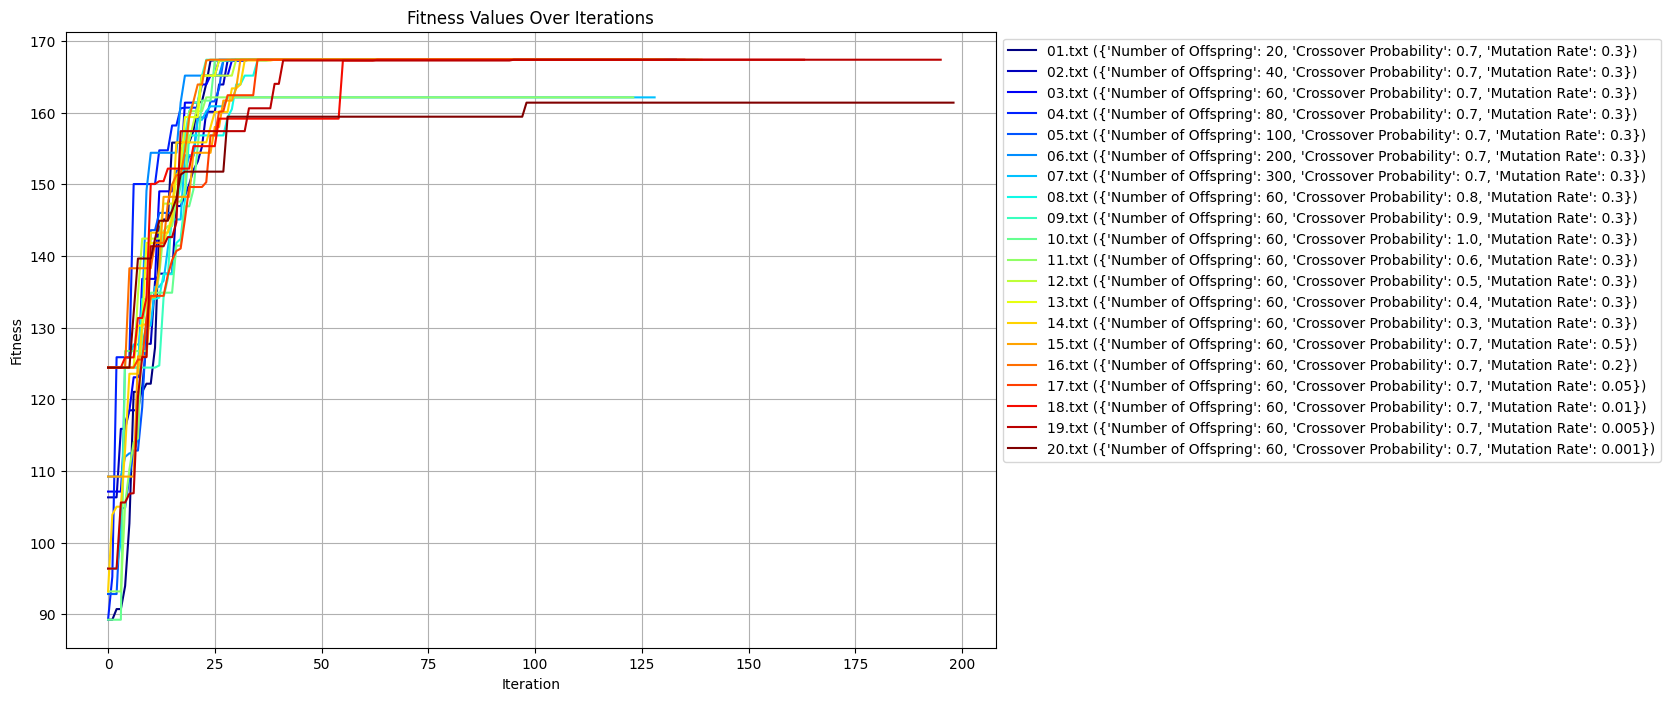 Fitness Values Over Iterations
170
160
150
140
130
120
110
100
90
Fitness
0 25 50 75 100 125 150 175 200
Iteration
01.txt ({'Number of Offspring': 20, 'Crossover Probability': 0.7, 'Mutation Rate': 0.3})
02.txt ({'Number of Offspring': 40, 'Crossover Probability': 0.7, 'Mutation Rate': 0.3})
03.txt ({'Number of Offspring': 60, 'Crossover Probability': 0.7, 'Mutation Rate': 0.3})
04.txt ({'Number of Offspring': 80, 'Crossover Probability': 0.7, 'Mutation Rate': 0.3})
05.txt ({'Number of Offspring': 100, 'Crossover Probability': 0.7, 'Mutation Rate': 0.3})
06.txt ({'Number of Offspring': 200, 'Crossover Probability': 0.7, 'Mutation Rate': 0.3})
07.txt ({'Number of Offspring': 300, 'Crossover Probability': 0.7, 'Mutation Rate': 0.3})
08.txt ({'Number of Offspring': 60, 'Crossover Probability': 0.8, 'Mutation Rate': 0.3})
09.txt ({'Number of Offspring': 60, 'Crossover Probability': 0.9, 'Mutation Rate': 0.3})
10.txt ({'Number of Offspring': 60, 'Crossover Probability': 1.0, 'Mutation Rate': 0.3})
11.txt ({'Number of Offspring': 60, 'Crossover Probability': 0.6, 'Mutation Rate': 0.3})
12.txt ({'Number of Offspring': 60, 'Crossover Probability': 0.5, 'Mutation Rate': 0.3})
13.txt ({'Number of Offspring': 60, 'Crossover Probability': 0.4, 'Mutation Rate': 0.3})
14.txt ({'Number of Offspring': 60, 'Crossover Probability': 0.3, 'Mutation Rate': 0.3})
15.txt ({'Number of Offspring': 60, 'Crossover Probability': 0.7, 'Mutation Rate': 0.5})
16.txt ({'Number of Offspring': 60, 'Crossover Probability': 0.7, 'Mutation Rate': 0.2})
17.txt ({'Number of Offspring': 60, 'Crossover Probability': 0.7, 'Mutation Rate': 0.05})
18.txt ({'Number of Offspring': 60, 'Crossover Probability': 0.7, 'Mutation Rate': 0.01})
19.txt ({'Number of Offspring': 60, 'Crossover Probability': 0.7, 'Mutation Rate': 0.005})
20.txt ({'Number of Offspring': 60, 'Crossover Probability': 0.7, 'Mutation Rate': 0.001})